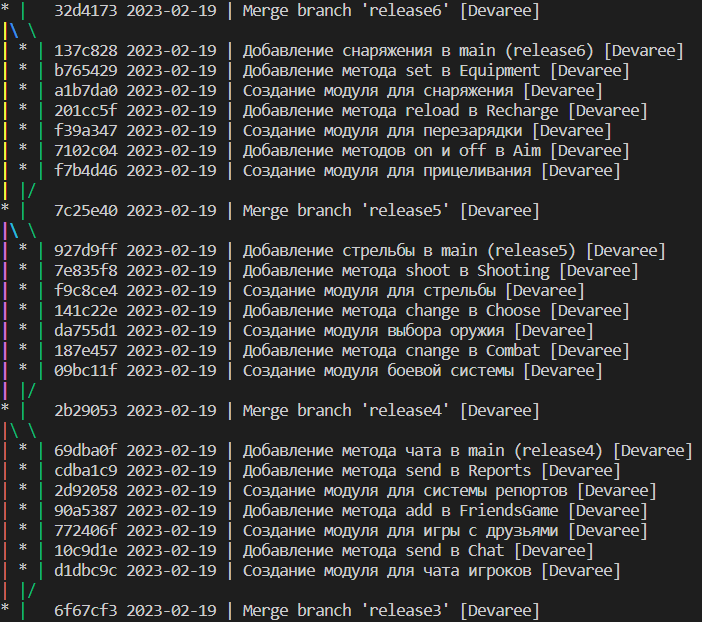 * |   32d4173 2023-02-19 | Merge branch 'release6' [Devaree]
|\ \
| * | 137c828 2023-02-19 | Добавление снаряжения в main (release6) [Devaree]
| * | b765429 2023-02-19 | Добавление метода set в Equipment [Devaree]
| * | a1b7da0 2023-02-19 | Создание модуля для снаряжения [Devaree]
| * | 201cc5f 2023-02-19 | Добавление метода reload в Recharge [Devaree]
| * | f39a347 2023-02-19 | Создание модуля для перезарядки [Devaree]
| * | 7102c04 2023-02-19 | Добавление методов on и off в Aim [Devaree]
| * | f7b4d46 2023-02-19 | Создание модуля для прицеливания [Devaree]
| |/
* |   7c25e40 2023-02-19 | Merge branch 'release5' [Devaree]
|\ \
| * | 927d9ff 2023-02-19 | Добавление стрельбы в main (release5) [Devaree]
| * | 7e835f8 2023-02-19 | Добавление метода shoot в Shooting [Devaree]
| * | f9c8ce4 2023-02-19 | Создание модуля для стрельбы [Devaree]
| * | 141c22e 2023-02-19 | Добавление метода change в Choose [Devaree]
| * | da755d1 2023-02-19 | Создание модуля выбора оружия [Devaree]
| * | 187e457 2023-02-19 | Добавление метода cnange в Combat [Devaree]
| * | 09bc11f 2023-02-19 | Создание модуля боевой системы [Devaree]
| |/
* |   2b29053 2023-02-19 | Merge branch 'release4' [Devaree]
|\ \
| * | 69dba0f 2023-02-19 | Добавление метода чата в main (release4) [Devaree]
| * | cdba1c9 2023-02-19 | Добавление метода send в Reports [Devaree]
| * | 2d92058 2023-02-19 | Создание модуля для системы репортов [Devaree]
| * | 90a5387 2023-02-19 | Добавление метода add в FriendsGame [Devaree]
| * | 772406f 2023-02-19 | Создание модуля для игры с друзьями [Devaree]
| * | 10c9d1e 2023-02-19 | Добавление метода send в Chat [Devaree]
| * | d1dbc9c 2023-02-19 | Создание модуля для чата игроков [Devaree]
| |/
* |   6f67cf3 2023-02-19 | Merge branch 'release3' [Devaree]